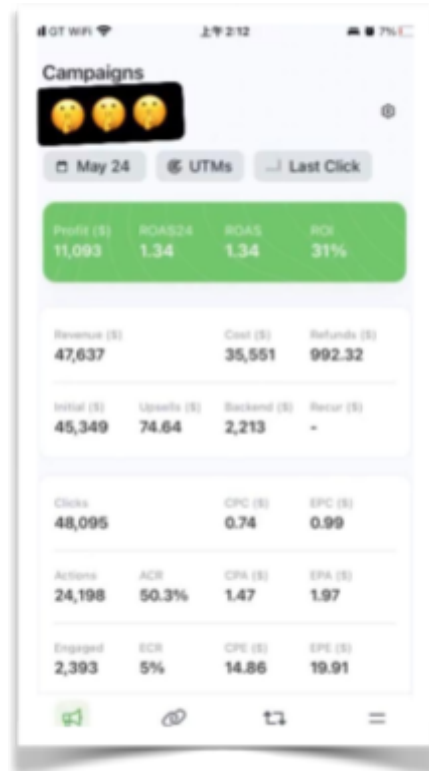 GT WiFi 上午2:12 7%
Campaigns
May 24 UTMs Last Click
Profit ($) ROAS24 ROAS ROI
11,093 1.34 1.34 31%
Revenue ($) Cost ($) Refunds ($)
47,637 35,551 992.32
Initial ($) Upsells ($) Backend ($) Recur ($)
45,349 74.64 2,213 -
Clicks CPC ($) EPC ($)
48,095 0.74 0.99
Actions ACR CPA ($) EPA ($)
24,198 50.3% 1.47 1.97
Engaged ECR CPE ($) EPE ($)
2,393 5% 14.86 19.91